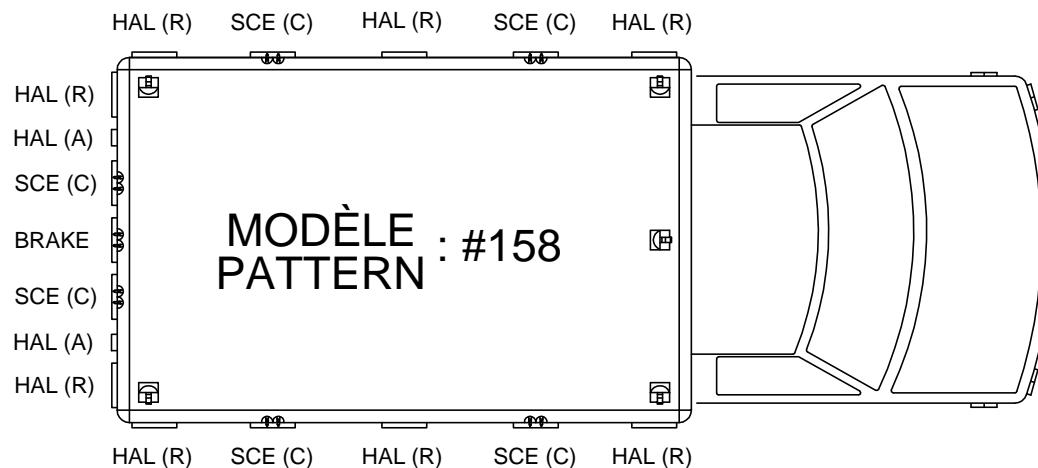 HAL (R) SCE (C) HAL (R) SCE (C) HAL (R)
HAL (R)
HAL (A)
SCE (C)
BRAKE
SCE (C)
HAL (A)
HAL (R)
MODÈLE
PATTERN : #158
HAL (R) SCE (C) HAL (R) SCE (C) HAL (R)